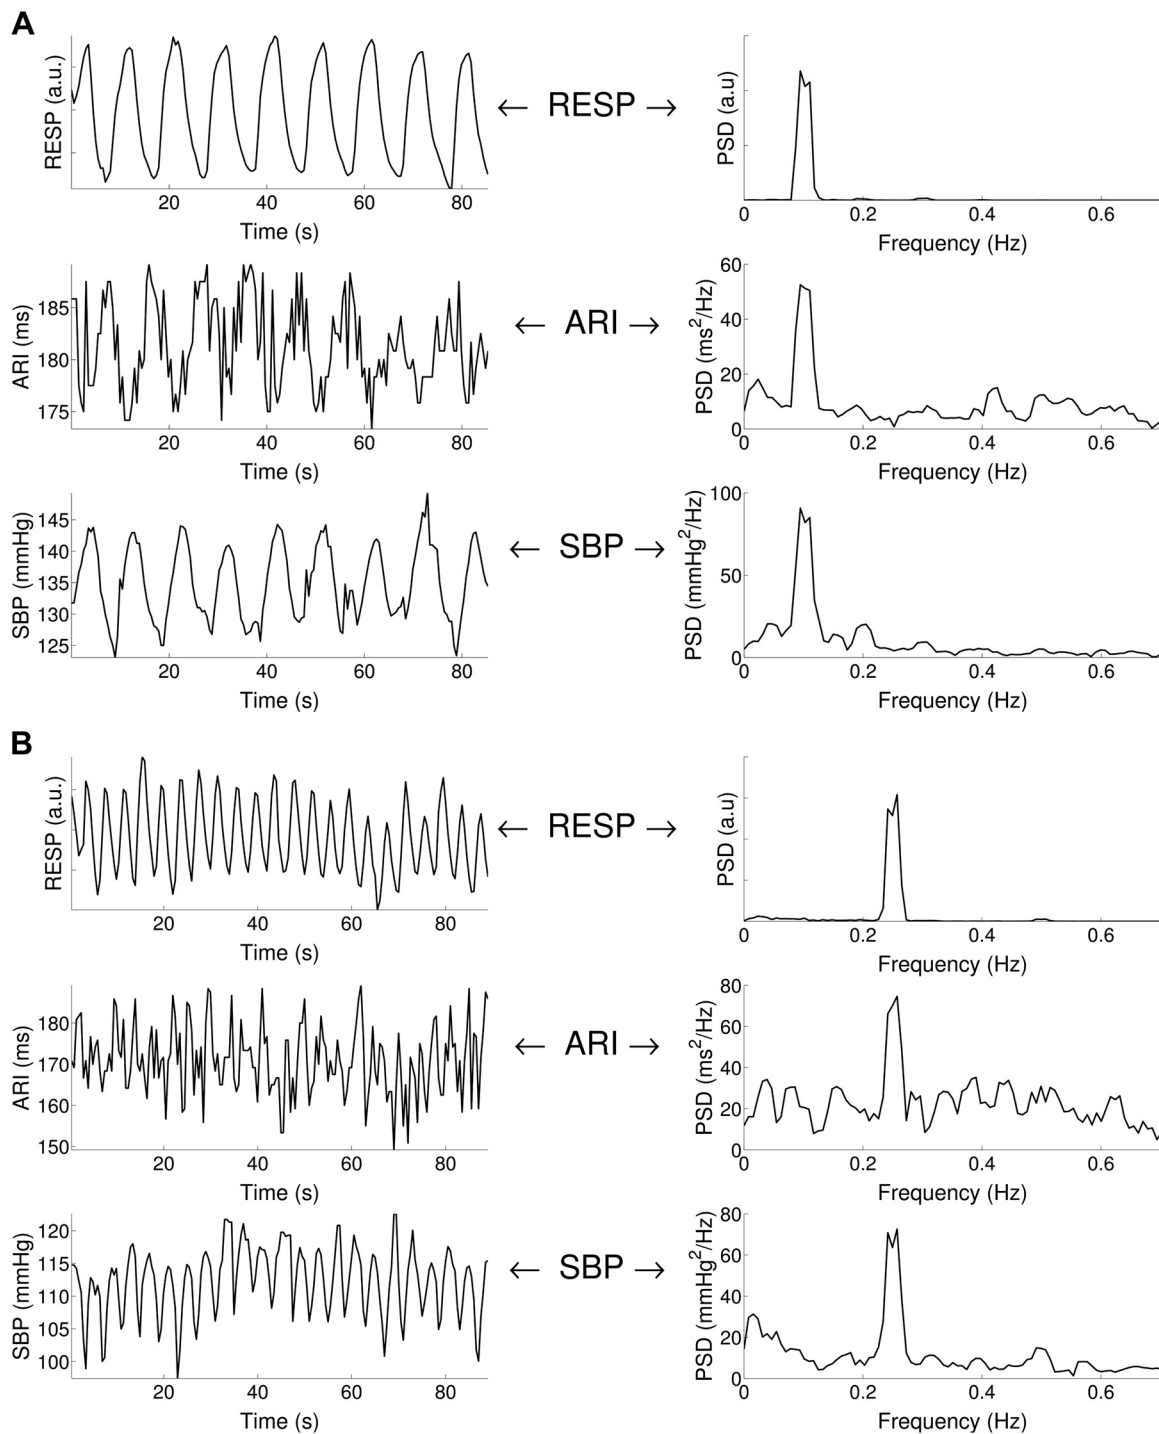 A
RESP (a.u.)
20 40 60 80
Time (s)
← RESP →
PSD (a.u)
0 0.2 0.4 0.6
Frequency (Hz)
ARI (ms)
185
180
175
20 40 60 80
Time (s)
← ARI →
PSD (ms²/Hz)
60
40
20
0
0 0.2 0.4 0.6
Frequency (Hz)
SBP (mmHg)
145
140
135
130
125
20 40 60 80
Time (s)
← SBP →
PSD (mmHg²/Hz)
100
50
0
0 0.2 0.4 0.6
Frequency (Hz)
B
RESP (a.u.)
20 40 60 80
Time (s)
← RESP →
PSD (a.u)
0 0.2 0.4 0.6
Frequency (Hz)
ARI (ms)
180
170
160
150
20 40 60 80
Time (s)
← ARI →
PSD (ms²/Hz)
80
60
40
20
0
0 0.2 0.4 0.6
Frequency (Hz)
SBP (mmHg)
120
115
110
105
100
20 40 60 80
Time (s)
← SBP →
PSD (mmHg²/Hz)
80
60
40
20
0
0 0.2 0.4 0.6
Frequency (Hz)